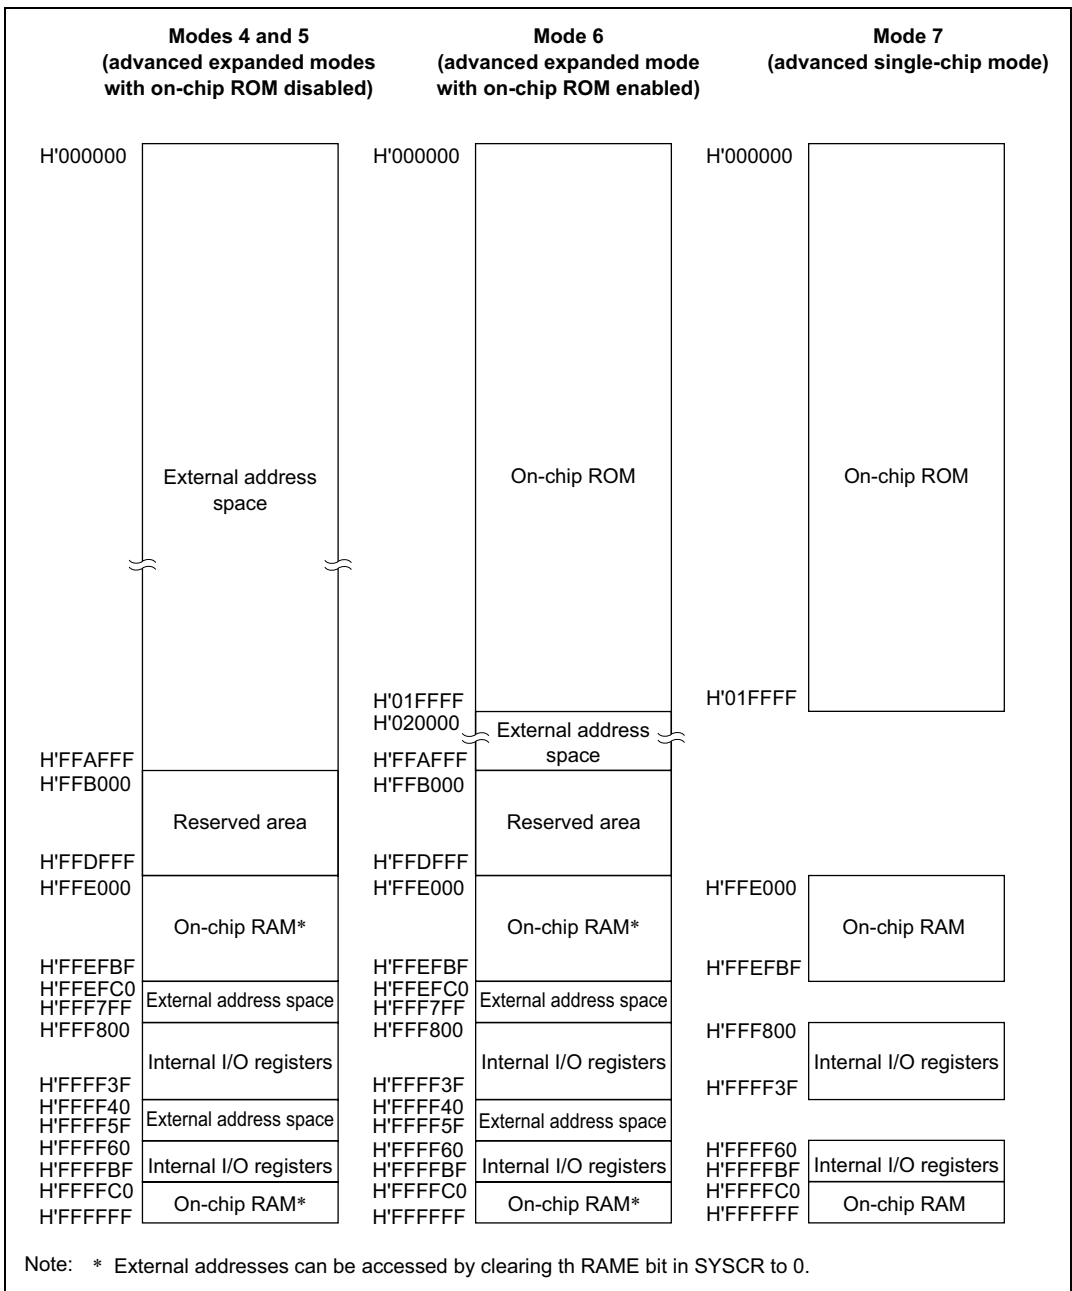 Modes 4 and 5
(advanced expanded modes
with on-chip ROM disabled)
H'000000
External address
space
H'FFAFFF
H'FFB000
Reserved area
H'FFDFFF
H'FFE000
On-chip RAM*
H'FFEFBF
H'FFEFC0
External address space
H'FFF7FF
H'FFF800
Internal I/O registers
H'FFFF3F
H'FFFF40
External address space
H'FFFF5F
H'FFFF60
Internal I/O registers
H'FFFFBF
H'FFFFC0
On-chip RAM*
H'FFFFFF
Mode 6
(advanced expanded mode
with on-chip ROM enabled)
H'000000
On-chip ROM
H'01FFFF
H'020000
External address
space
H'FFAFFF
H'FFB000
Reserved area
H'FFDFFF
H'FFE000
On-chip RAM*
H'FFEFBF
H'FFEFC0
External address space
H'FFF7FF
H'FFF800
Internal I/O registers
H'FFFF3F
H'FFFF40
External address space
H'FFFF5F
H'FFFF60
Internal I/O registers
H'FFFFBF
H'FFFFC0
On-chip RAM*
H'FFFFFF
Mode 7
(advanced single-chip mode)
H'000000
On-chip ROM
H'01FFFF
H'FFE000
On-chip RAM
H'FFEFBF
H'FFF800
Internal I/O registers
H'FFFF3F
H'FFFF60
Internal I/O registers
H'FFFFBF
H'FFFFC0
On-chip RAM
H'FFFFFF
Note: * External addresses can be accessed by clearing th RAME bit in SYSCR to 0.